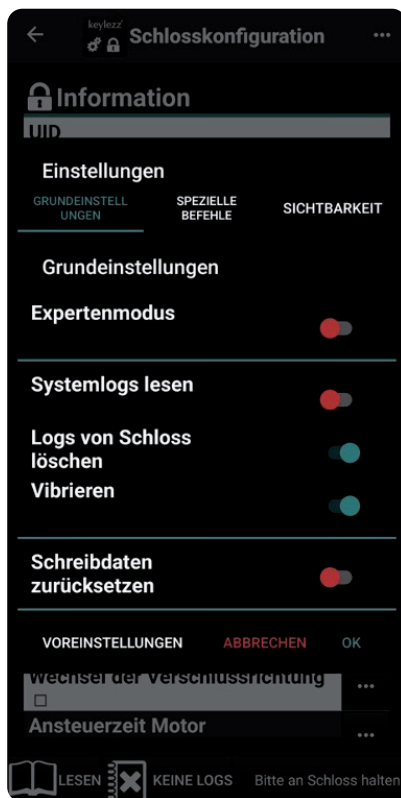 keylezz'
Schlosskonfiguration
Information
UID
Einstellungen
GRUNDEINSTELL
UNGEN
SPEZIELLE
BEFEHLE
SICHTBARKEIT
Grundeinstellungen
Expertenmodus
Systemlogs lesen
Logs von Schloss
löschen
Vibrieren
Schreibdaten
zurücksetzen
VOREINSTELLUNGEN ABBRECHEN OK
Wechsel der Verschlussrichtung
Ansteuerzeit Motor
LESEN KEINE LOGS Bitte an Schloss halten